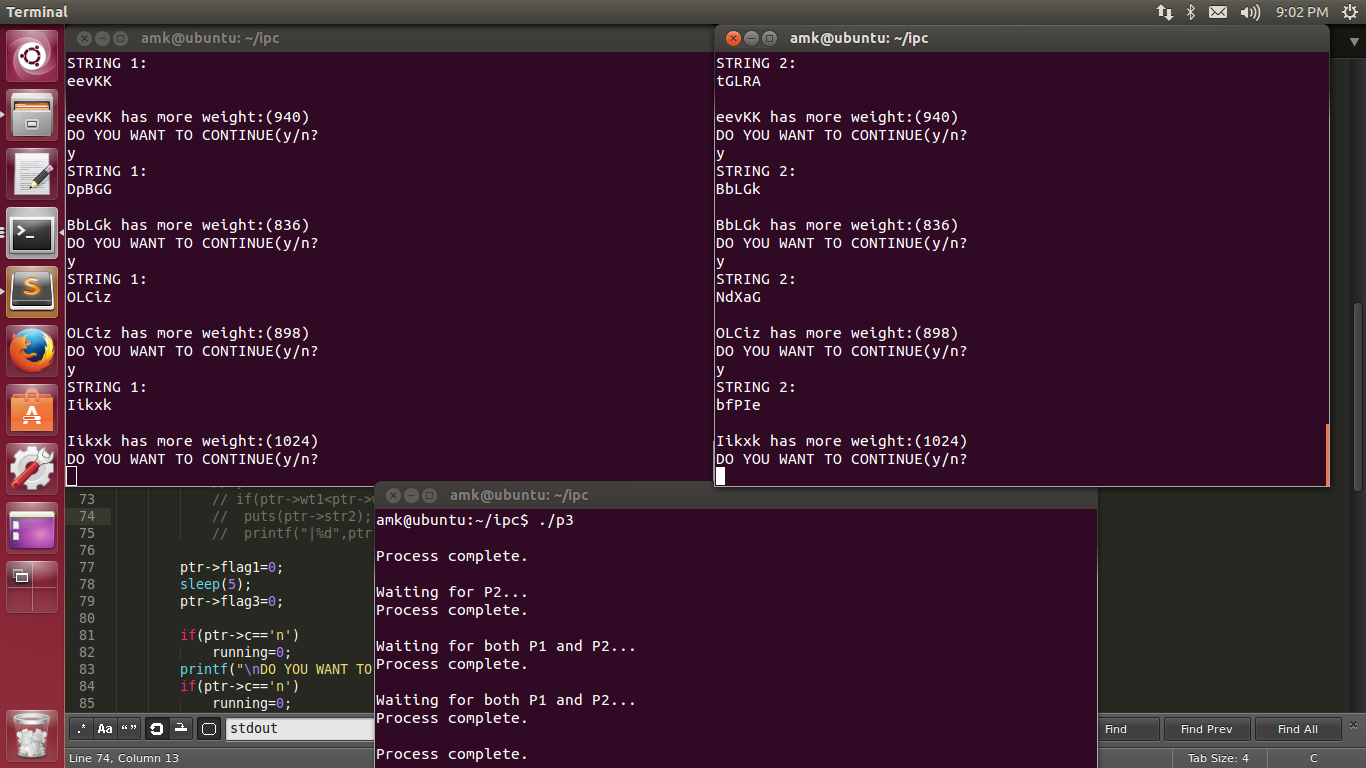 Terminal
9:02 PM
amk@ubuntu: ~/ipc
STRING 1:
eevKK
eevKK has more weight:(940)
DO YOU WANT TO CONTINUE(y/n?
y
STRING 1:
DpBGG
BbLGk has more weight:(836)
DO YOU WANT TO CONTINUE(y/n?
y
STRING 1:
OLCiz
OLCiz has more weight:(898)
DO YOU WANT TO CONTINUE(y/n?
y
STRING 1:
Iikxk
Iikxk has more weight:(1024)
DO YOU WANT TO CONTINUE(y/n?
amk@ubuntu: ~/ipc
STRING 2:
tGLRA
eevKK has more weight:(940)
DO YOU WANT TO CONTINUE(y/n?
y
STRING 2:
BbLGk
BbLGk has more weight:(836)
DO YOU WANT TO CONTINUE(y/n?
y
STRING 2:
NdXaG
OLCiz has more weight:(898)
DO YOU WANT TO CONTINUE(y/n?
y
STRING 2:
bfPIe
Iikxk has more weight:(1024)
DO YOU WANT TO CONTINUE(y/n?
73 // if(ptr->wt1<ptr->
74 // puts(ptr->str2);
75 // printf("|%d",ptr
76
77 ptr->flag1=0;
78 sleep(5);
79 ptr->flag3=0;
80
81 if(ptr->c=='n')
82 running=0;
83 printf("\nDO YOU WANT TO
84 if(ptr->c=='n')
85 running=0;
amk@ubuntu: ~/ipc
amk@ubuntu:~/ipc$ ./p3
Process complete.
Waiting for P2...
Process complete.
Waiting for both P1 and P2...
Process complete.
Waiting for both P1 and P2...
Process complete.
Process complete.
.* Aa “” stdout
Find Find Prev Find All
Line 74, Column 13
Tab Size: 4 C